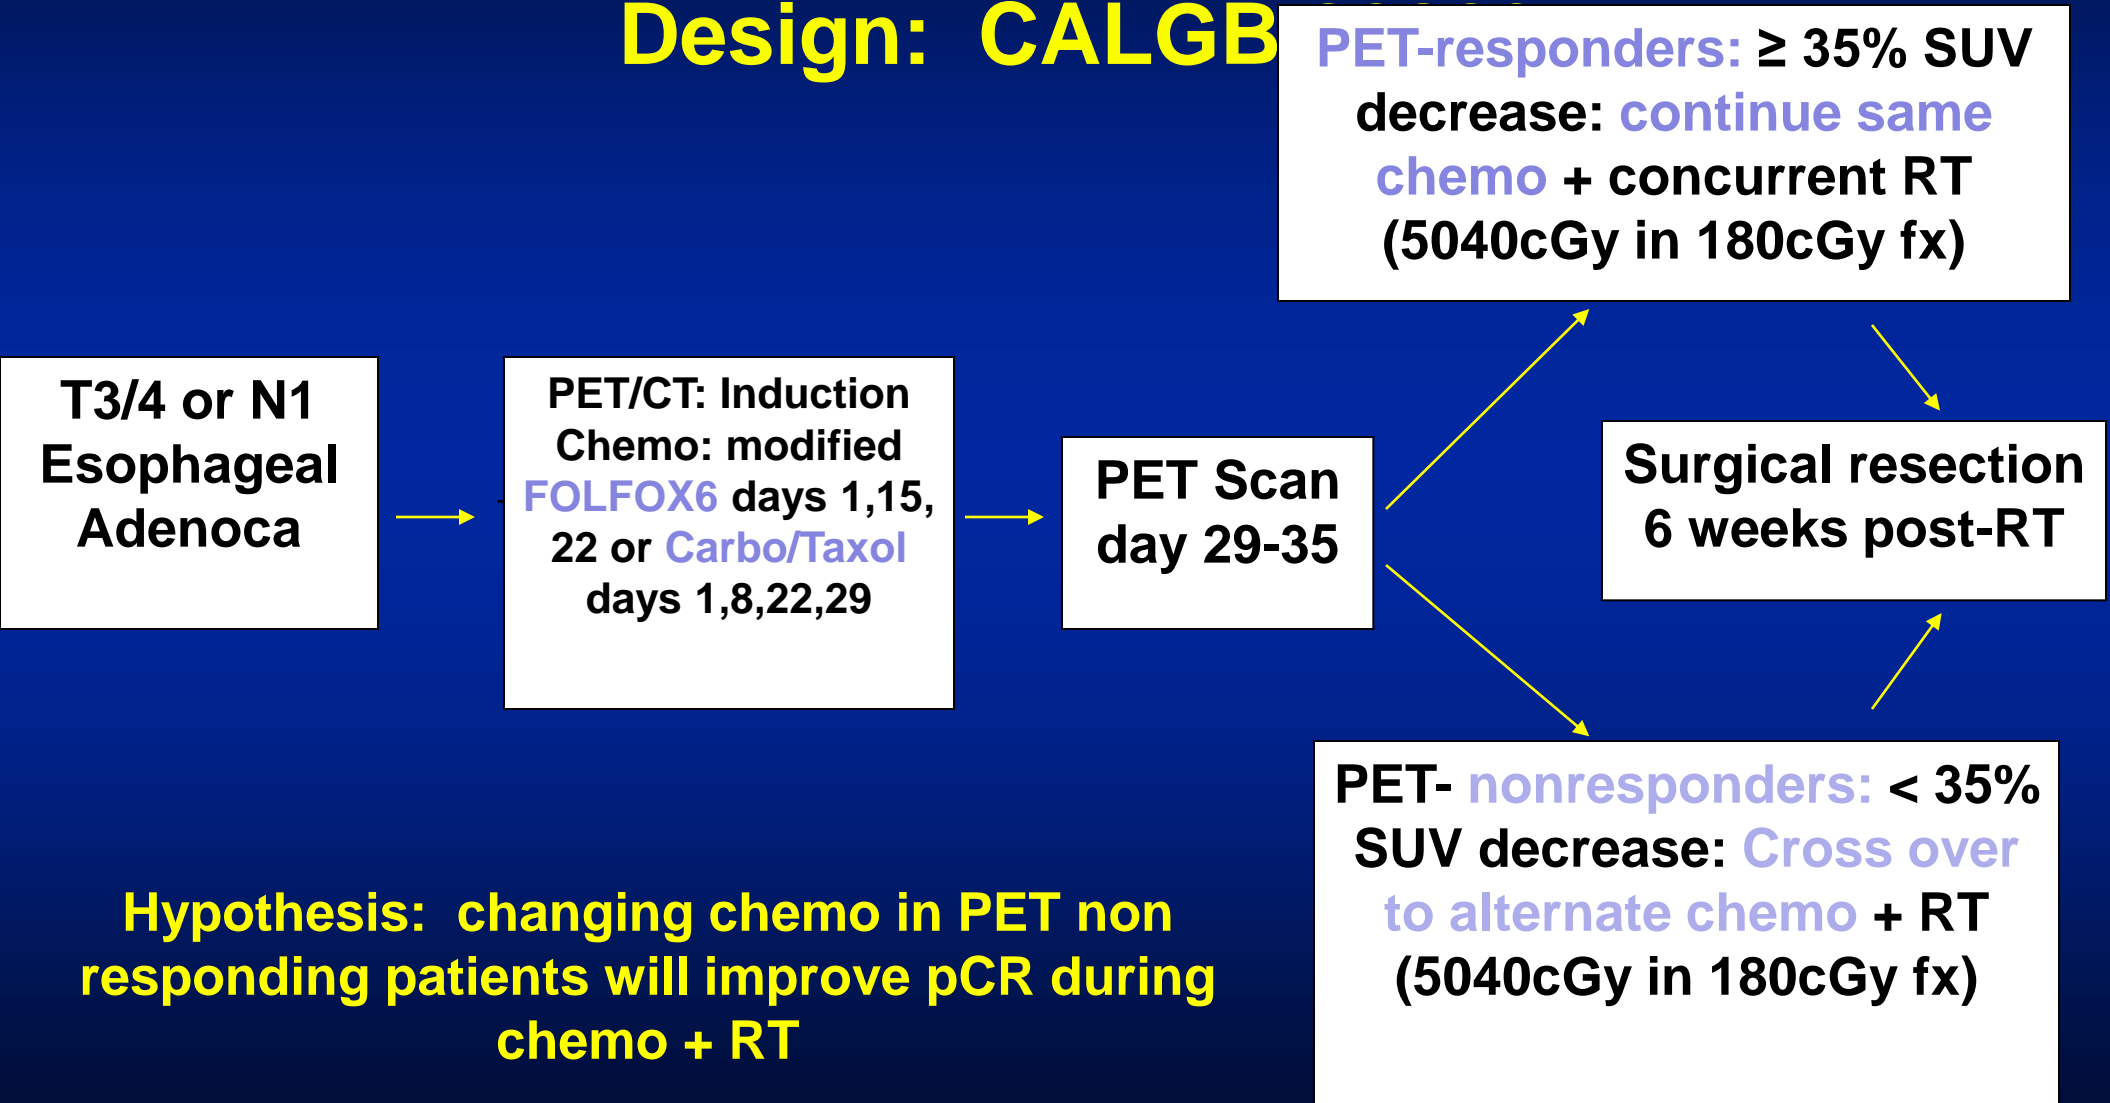 Design: CALGB
PET-responders: ≥ 35% SUV
decrease: continue same
chemo + concurrent RT
(5040cGy in 180cGy fx)
T3/4 or N1
Esophageal
Adenoca
PET/CT: Induction
Chemo: modified
FOLFOX6 days 1,15,
22 or Carbo/Taxol
days 1,8,22,29
PET Scan
day 29-35
Surgical resection
6 weeks post-RT
PET- nonresponders: < 35%
SUV decrease: Cross over
to alternate chemo + RT
(5040cGy in 180cGy fx)
Hypothesis: changing chemo in PET non
responding patients will improve pCR during
chemo + RT